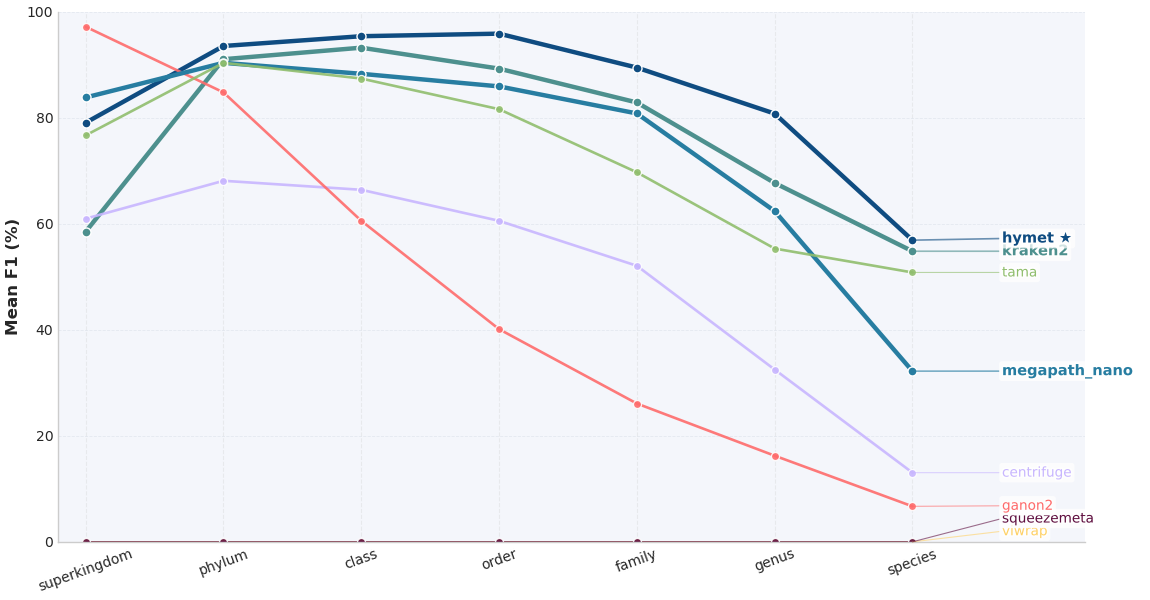 100
80
60
40
20
0
Mean F1 (%)
superkingdom
phylum
class
order
family
genus
species
hymet ★
kraken2
tama
megapath_nano
centrifuge
ganon2
squeezemeta
viwrap